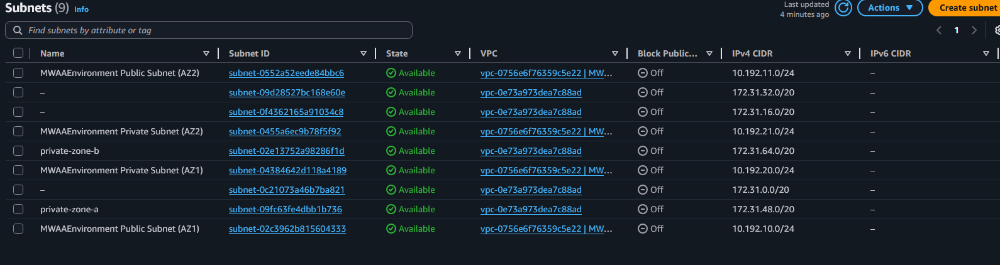 Subnets (9) Info
Last updated
4 minutes ago
Actions
Create subnet
Find subnets by attribute or tag
1
Name Subnet ID State VPC Block Public... IPv4 CIDR IPv6 CIDR
MWAAEnvironment Public Subnet (AZ2) subnet-0552a52eede84bbc6 Available vpc-0756e6f76359c5e22 | MW... Off 10.192.11.0/24 –
– subnet-09d28527bc168e60e Available vpc-0e73a973dea7c88ad Off 172.31.32.0/20 –
– subnet-0f4362165a91034c8 Available vpc-0e73a973dea7c88ad Off 172.31.16.0/20 –
MWAAEnvironment Private Subnet (AZ2) subnet-0455a6ec9b78f5f92 Available vpc-0756e6f76359c5e22 | MW... Off 10.192.21.0/24 –
private-zone-b subnet-02e13752a98286f1d Available vpc-0e73a973dea7c88ad Off 172.31.64.0/20 –
MWAAEnvironment Private Subnet (AZ1) subnet-04384642d118a4189 Available vpc-0756e6f76359c5e22 | MW... Off 10.192.20.0/24 –
– subnet-0c21073a46b7ba821 Available vpc-0e73a973dea7c88ad Off 172.31.0.0/20 –
private-zone-a subnet-09fc63fe4dbb1b736 Available vpc-0e73a973dea7c88ad Off 172.31.48.0/20 –
MWAAEnvironment Public Subnet (AZ1) subnet-02c3962b815604333 Available vpc-0756e6f76359c5e22 | MW... Off 10.192.10.0/24 –